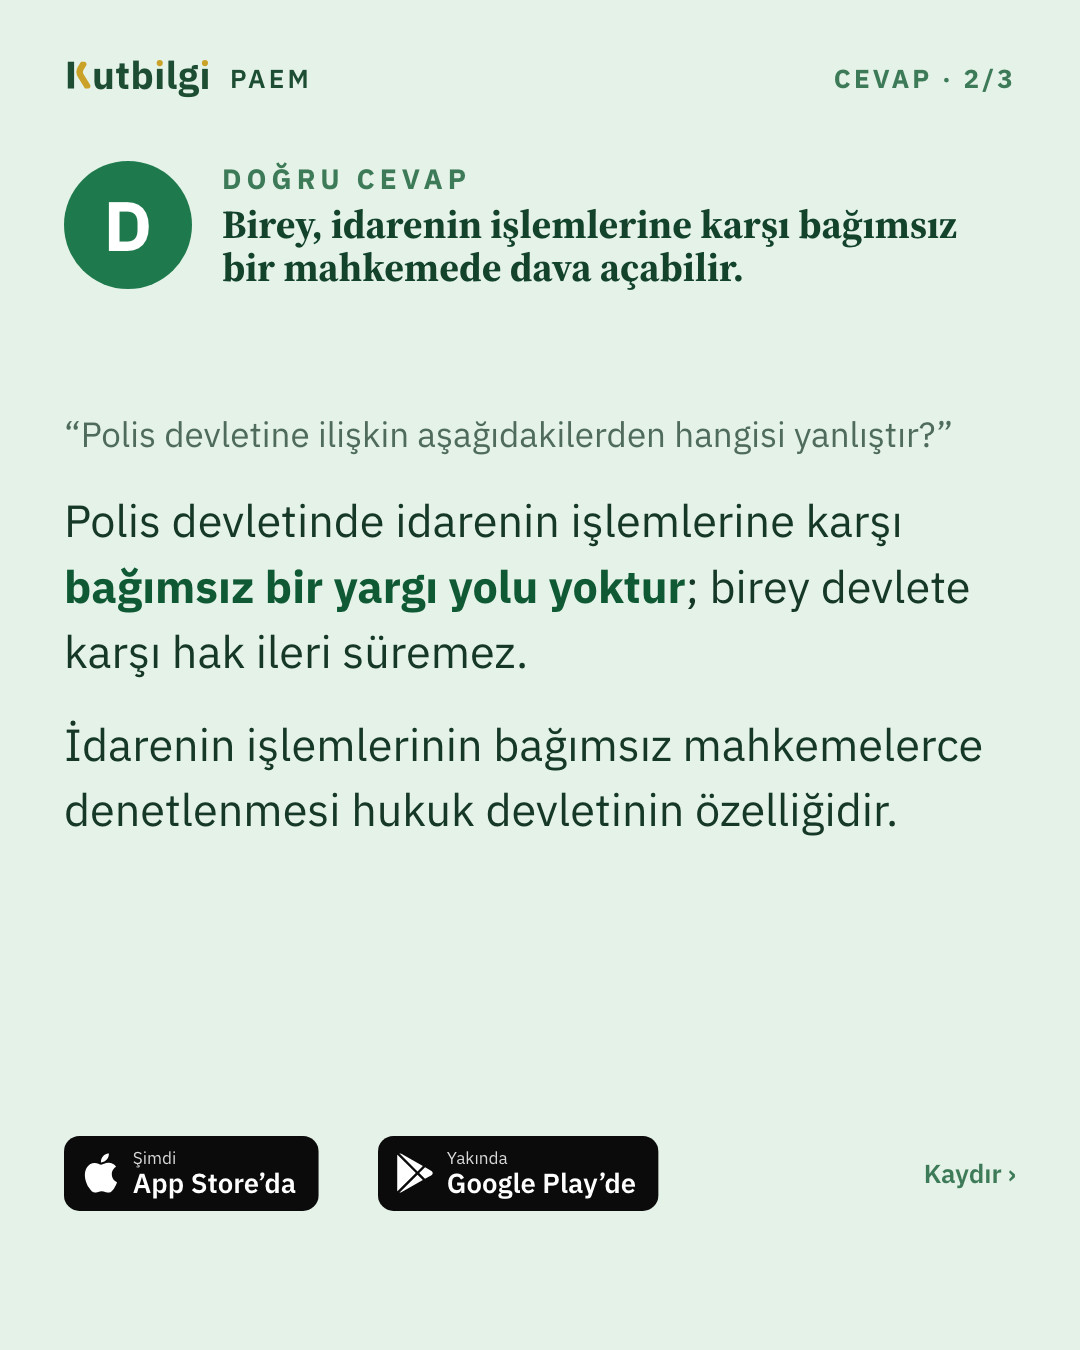 Kutbilgi PAEM
CEVAP · 2/3
D
DOĞRU CEVAP
Birey, idarenin işlemlerine karşı bağımsız
bir mahkemede dava açabilir.
“Polis devletine ilişkin aşağıdakilerden hangisi yanlıştır?”
Polis devletinde idarenin işlemlerine karşı
bağımsız bir yargı yolu yoktur; birey devlete
karşı hak ileri süremez.
İdarenin işlemlerinin bağımsız mahkemelerce
denetlenmesi hukuk devletinin özelliğidir.
Şimdi
App Store’da
Yakında
Google Play’de
Kaydır ›